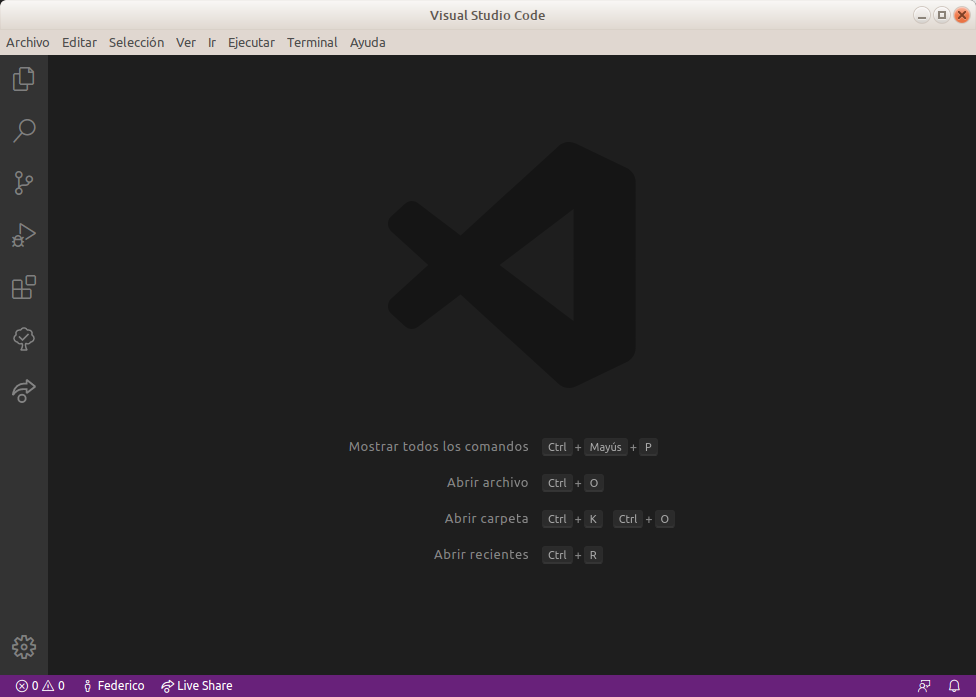 Visual Studio Code
Archivo Editar Selección Ver Ir Ejecutar Terminal Ayuda
Mostrar todos los comandos Ctrl + Mayús + P
Abrir archivo Ctrl + O
Abrir carpeta Ctrl + K Ctrl + O
Abrir recientes Ctrl + R
0 0 Federico Live Share